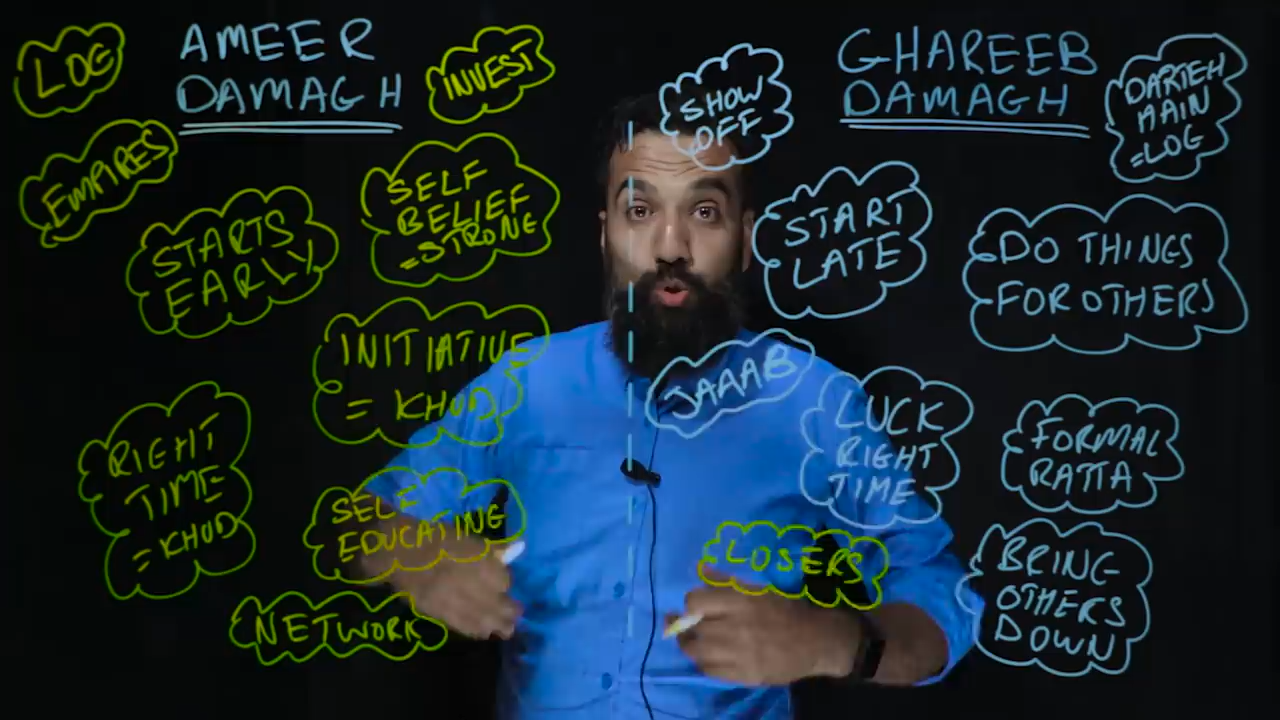 AMEER
DAMAGH
LOG
INVEST
EMPIRES
SELF
BELIEF
=STRONG
STARTS
EARLY
INITIATIVE
= KHUD
RIGHT
TIME
=KHUD
SELF
EDUCATING
NETWORK
GHAREEB
DAMAGH
SHOW
OFF
DARTEH
HAIN
=LOG
START
LATE
DO THINGS
FOR OTHERS
JAAAB
LUCK
RIGHT
TIME
FORMAL
RATTA
LOSERS
BRING
OTHERS
DOWN